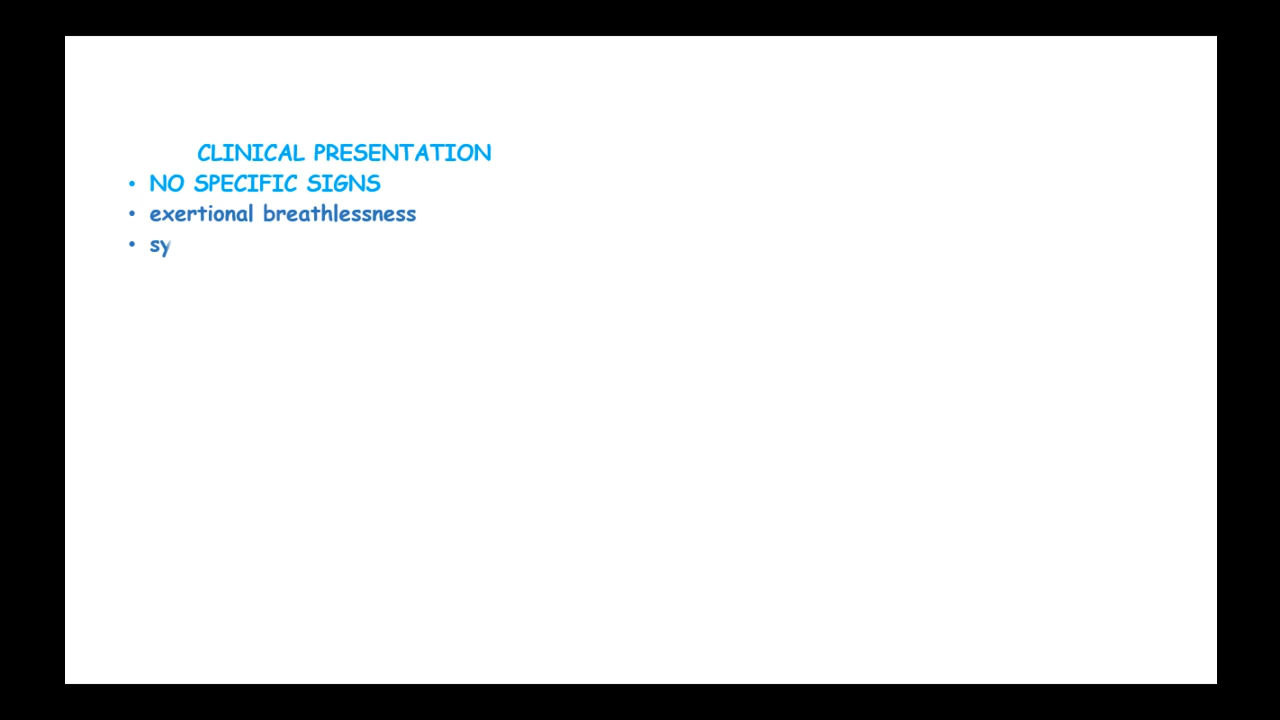 CLINICAL PRESENTATION
• NO SPECIFIC SIGNS
• exertional breathlessness
• sy